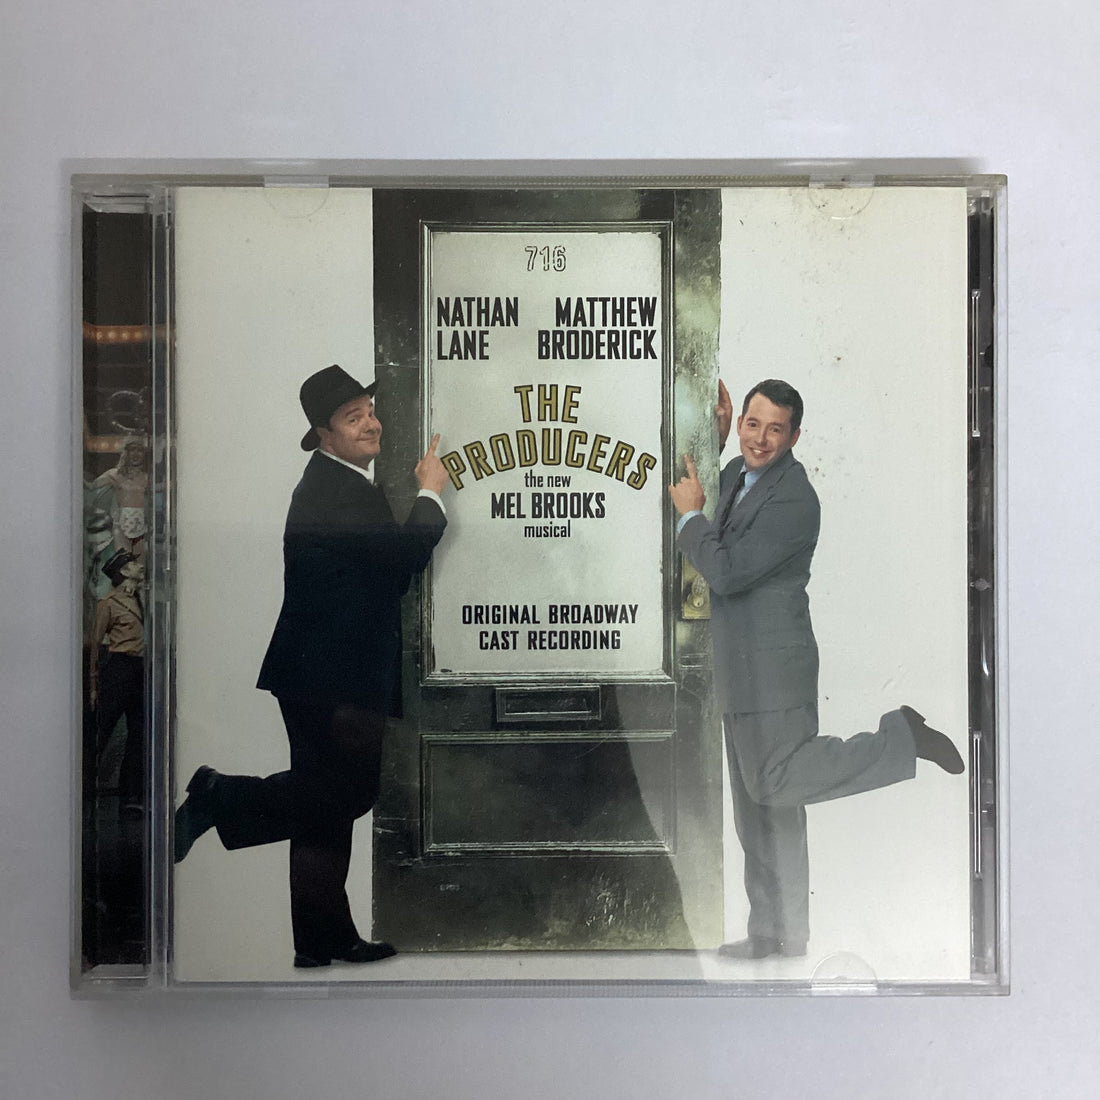 716
NATHAN MATTHEW
LANE BRODERICK
THE
PRODUCERS
the new
MEL BROOKS
musical
ORIGINAL BROADWAY
CAST RECORDING